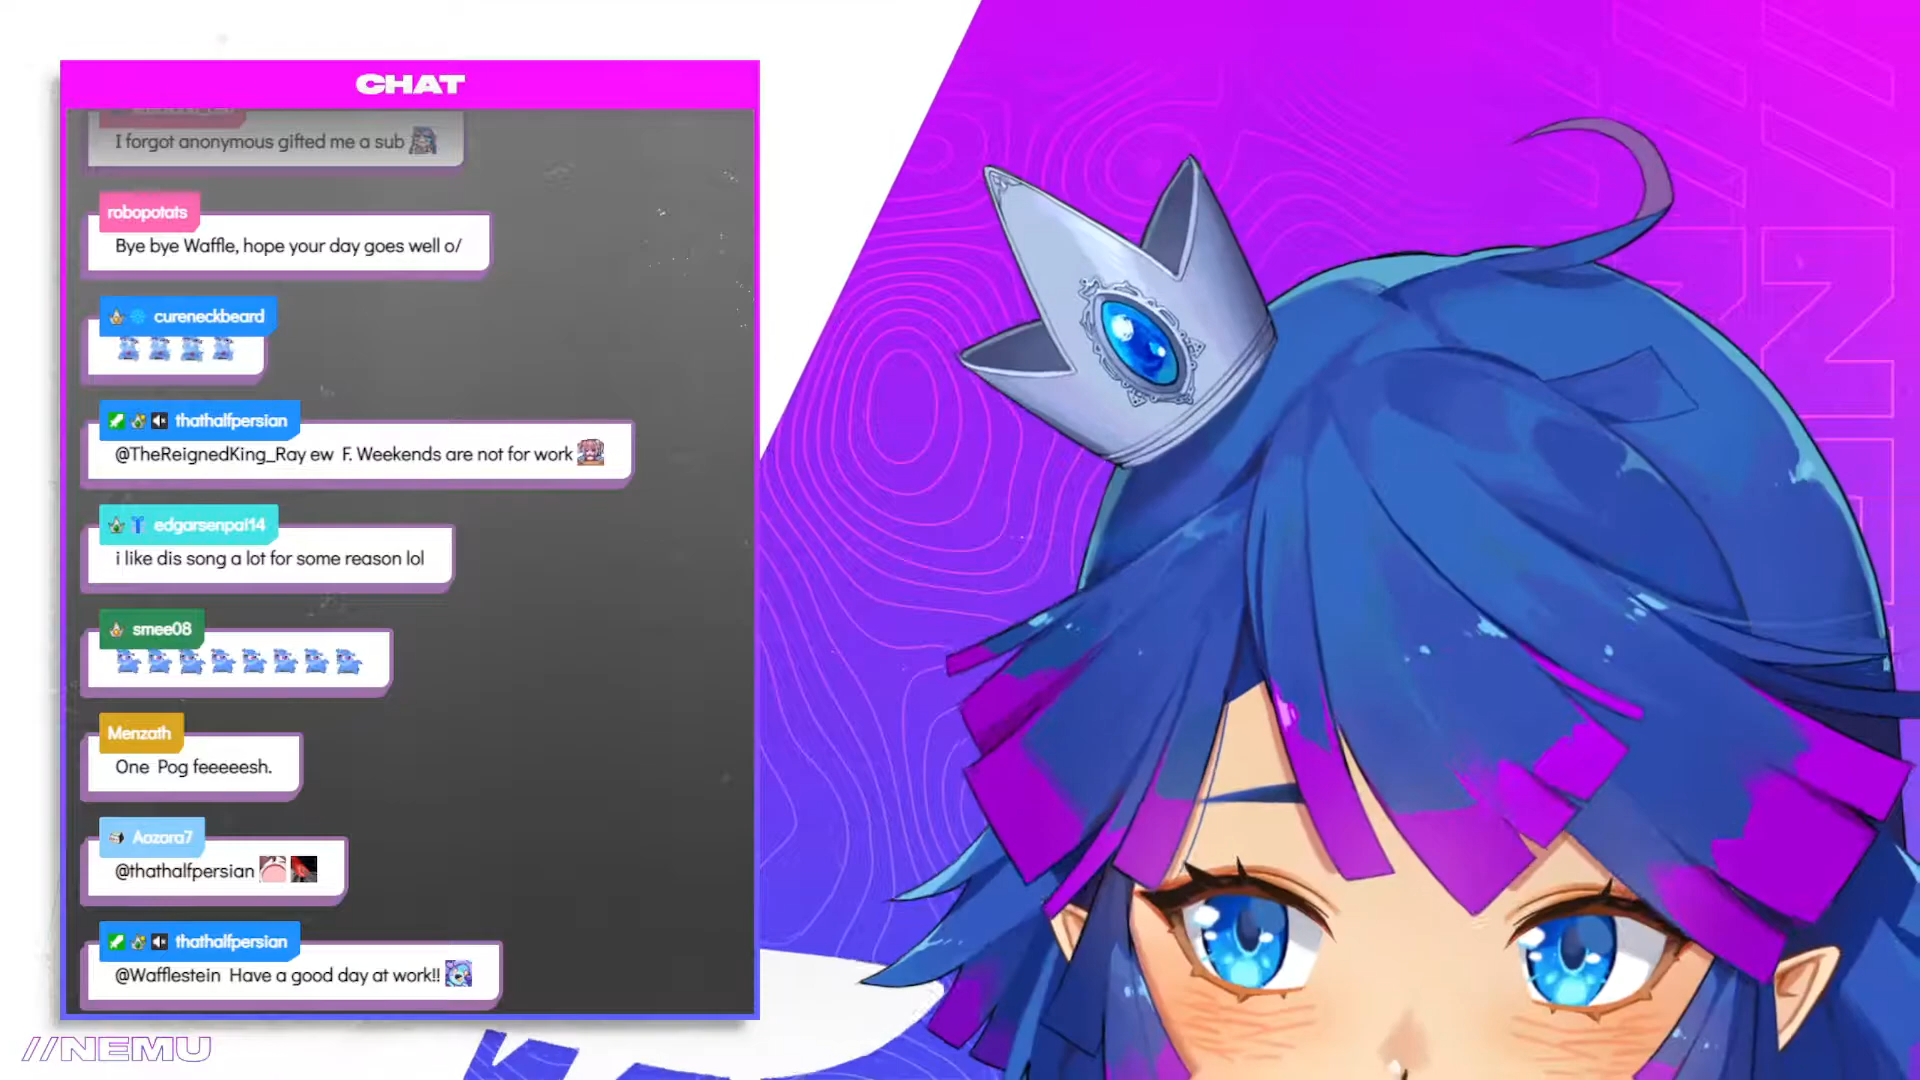 CHAT
I forgot anonymous gifted me a sub
robopotats
Bye bye Waffle, hope your day goes well o/
cureneckbeard
thathalfpersian
@TheReignedKing_Ray ew F. Weekends are not for work
edgarsenpai14
i like dis song a lot for some reason lol
smee08
Menzath
One Pog feeeeesh.
Aazara7
@thathalfpersian
thathalfpersian
@Wafflestein Have a good day at work!!
//NEMU